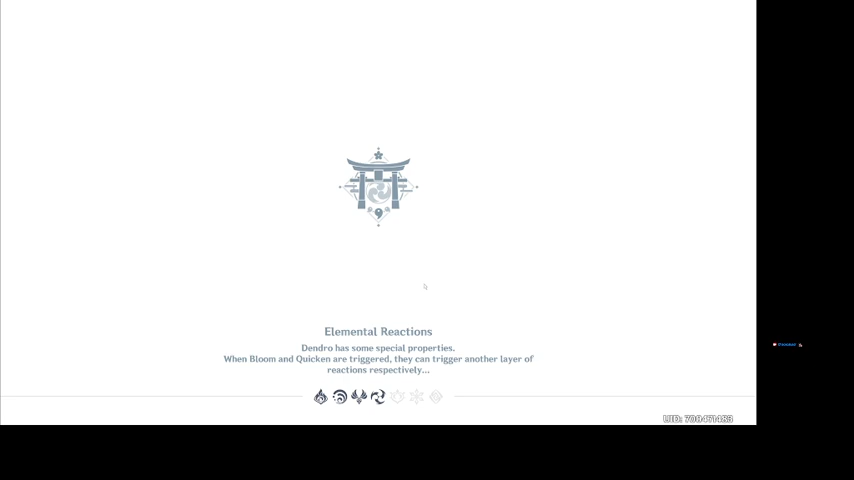 Elemental Reactions
Dendro has some special properties.
When Bloom and Quicken are triggered, they can trigger another layer of
reactions respectively...